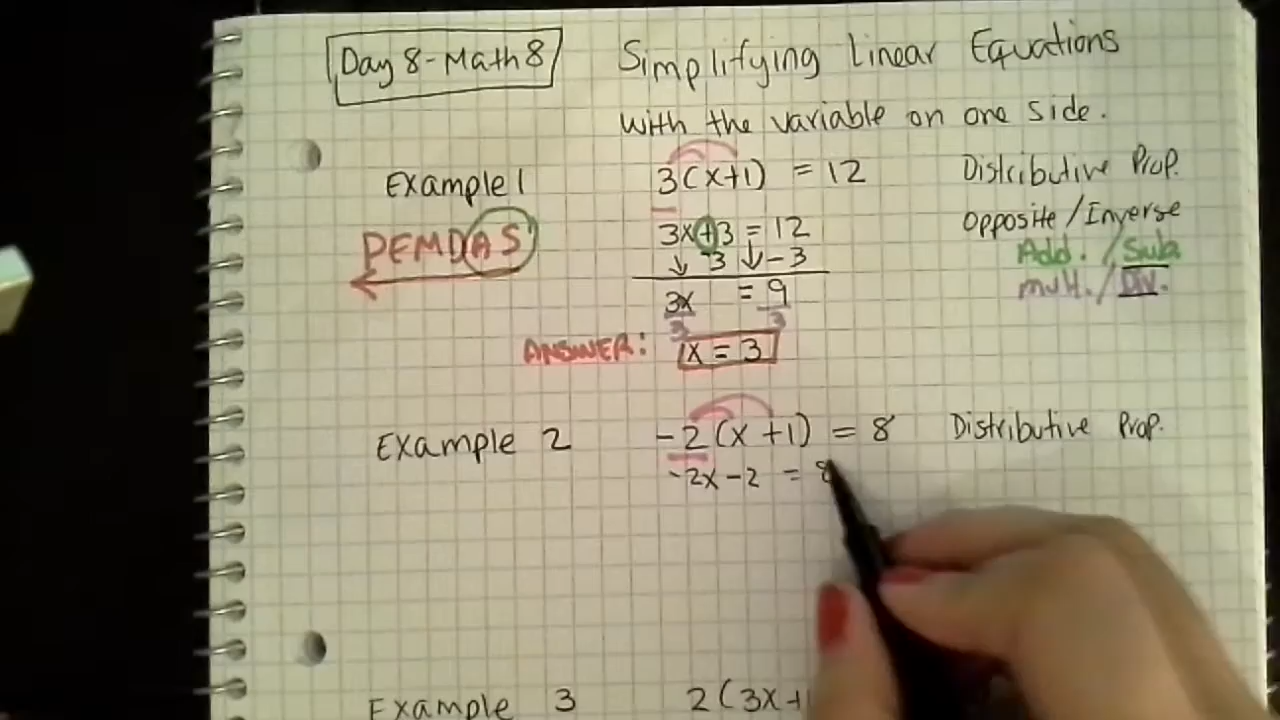 Day 8 - Math 8
Simplifying Linear Equations
with the variable on one side.
Example 1
3(x+1) = 12
Distributive Prop.
PEMDAS
3x+3 = 12
Opposite/Inverse
-3 -3
Add. / Sub.
3x = 9
mult. / Div.
3 3
ANSWER: x = 3
Example 2
-2(x+1) = 8
Distributive Prop.
-2x-2 = 8
Example 3
2(3x+